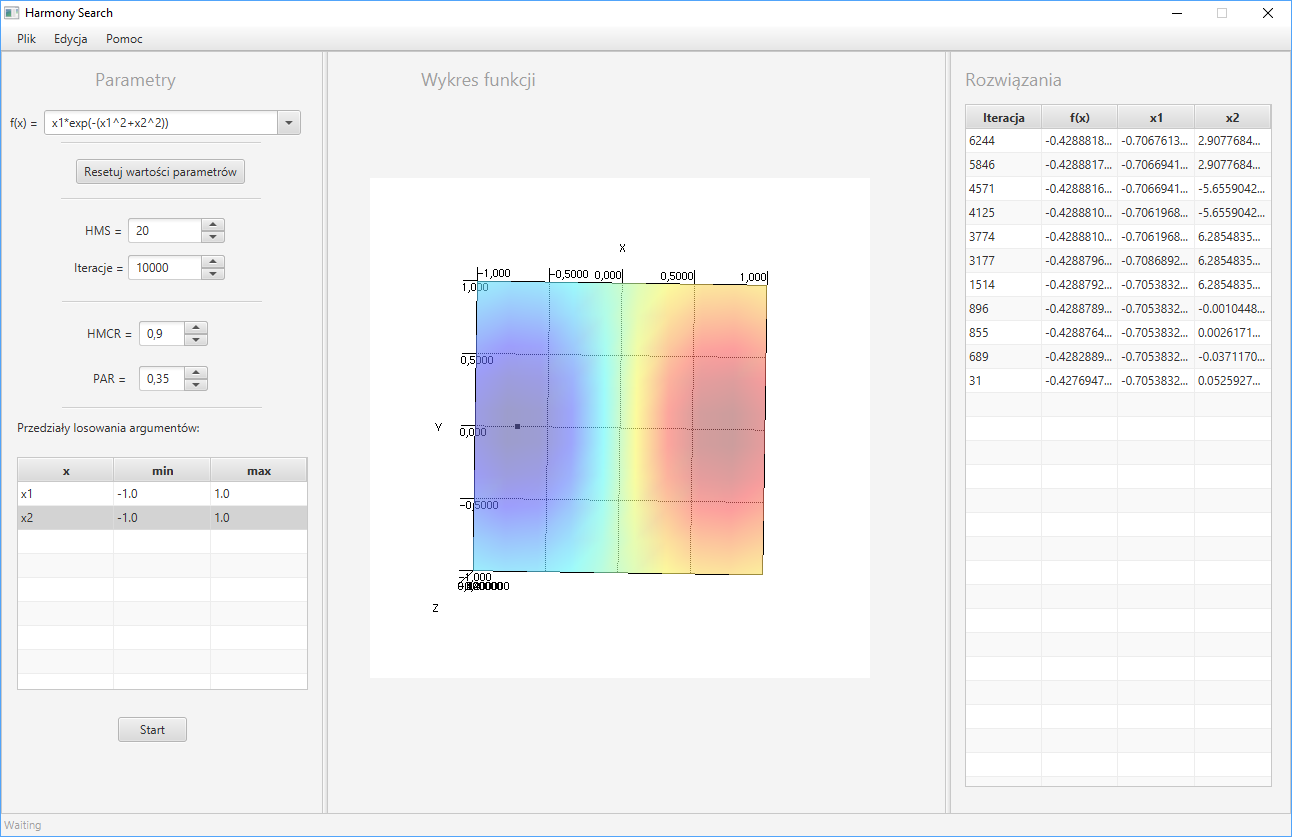 Harmony Search
Plik Edycja Pomoc
Parametry
f(x) = x1*exp(-(x1^2+x2^2))
Resetuj wartości parametrów
HMS = 20
Iteracje = 10000
HMCR = 0,9
PAR = 0,35
Przedziały losowania argumentów:
x min max
x1 -1.0 1.0
x2 -1.0 1.0
Start
Waiting
Wykres funkcji
X
-1,000 -0,5000 0,000 0,5000 1,000
1,000
0,5000
Y
0,000
-0,5000
-1,000
Z
Rozwiązania
Iteracja f(x) x1 x2
6244 -0.4288818... -0.7067613... 2.9077684...
5846 -0.4288817... -0.7066941... 2.9077684...
4571 -0.4288816... -0.7066941... -5.6559042...
4125 -0.4288810... -0.7061968... -5.6559042...
3774 -0.4288810... -0.7061968... 6.2854835...
3177 -0.4288796... -0.7086892... 6.2854835...
1514 -0.4288792... -0.7053832... 6.2854835...
896 -0.4288789... -0.7053832... -0.0010448...
855 -0.4288764... -0.7053832... 0.0026171...
689 -0.4282889... -0.7053832... -0.0371170...
31 -0.4276947... -0.7053832... 0.0525927...